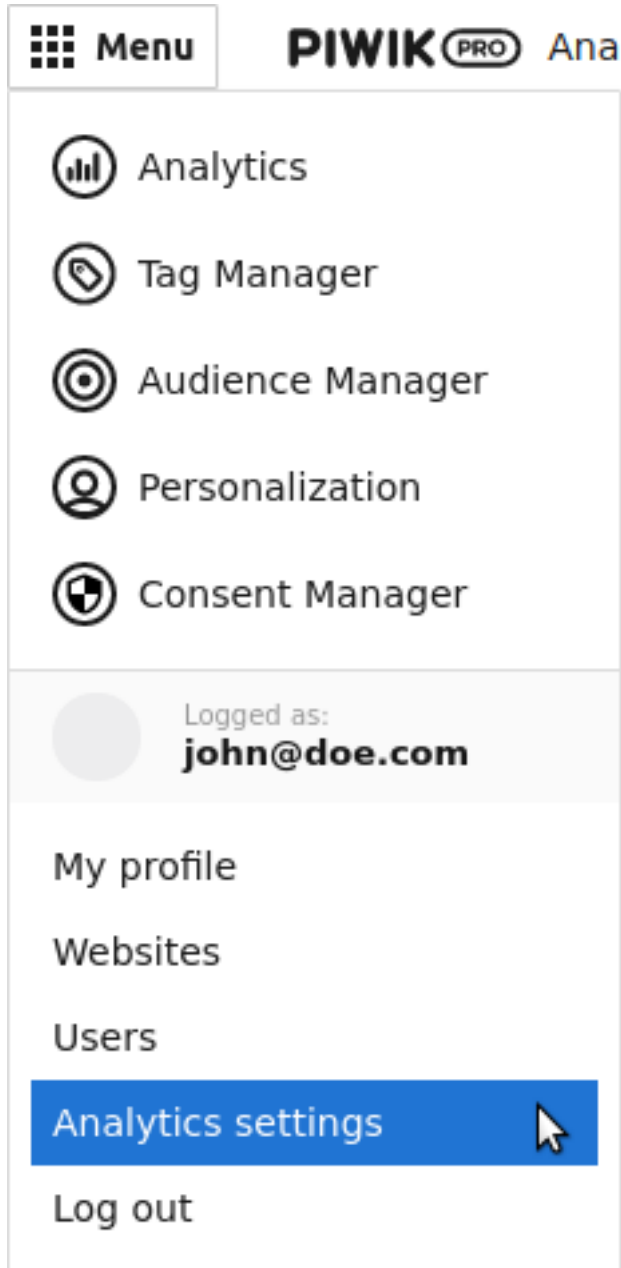 Menu PIWIK PRO Ana
Analytics
Tag Manager
Audience Manager
Personalization
Consent Manager
Logged as:
john@doe.com
My profile
Websites
Users
Analytics settings
Log out